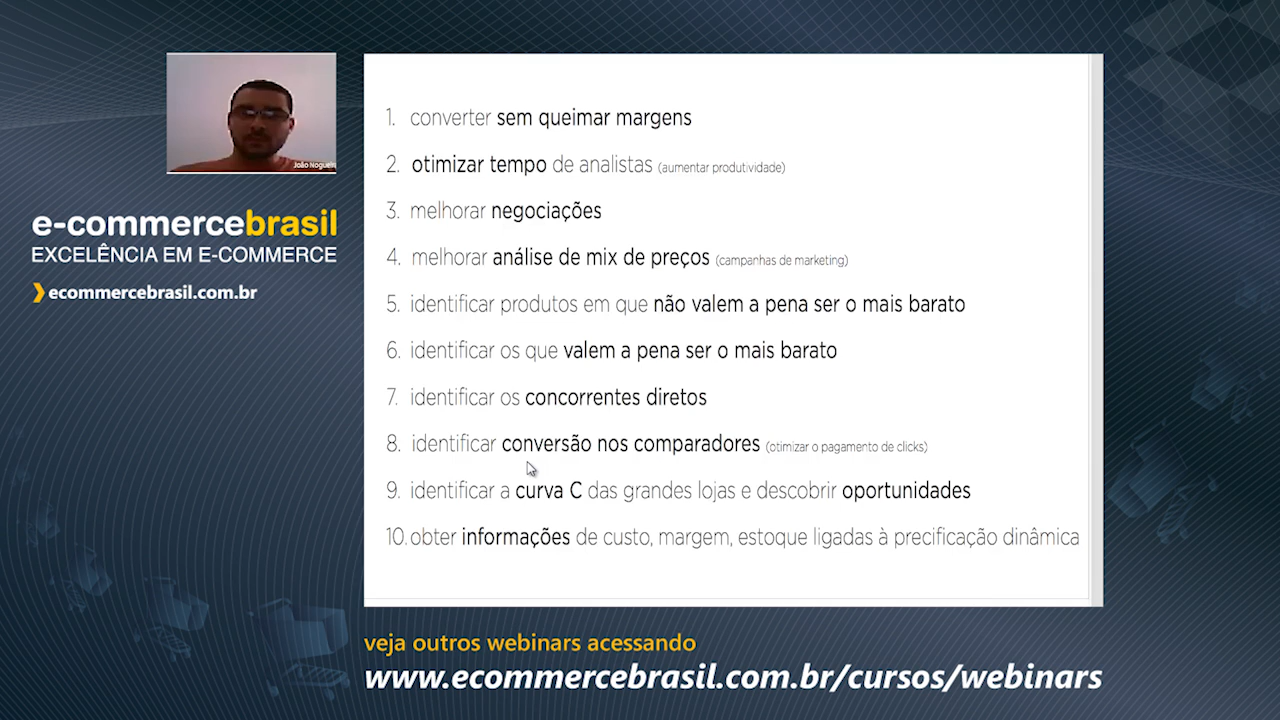 João Nogueir
e-commercebrasil
EXCELÊNCIA EM E-COMMERCE
ecommercebrasil.com.br
1. converter sem queimar margens
2. otimizar tempo de analistas (aumentar produtividade)
3. melhorar negociações
4. melhorar análise de mix de preços (campanhas de marketing)
5. identificar produtos em que não valem a pena ser o mais barato
6. identificar os que valem a pena ser o mais barato
7. identificar os concorrentes diretos
8. identificar conversão nos comparadores (otimizar o pagamento de clicks)
9. identificar a curva C das grandes lojas e descobrir oportunidades
10. obter informações de custo, margem, estoque ligadas à precificação dinâmica
veja outros webinars acessando
www.ecommercebrasil.com.br/cursos/webinars